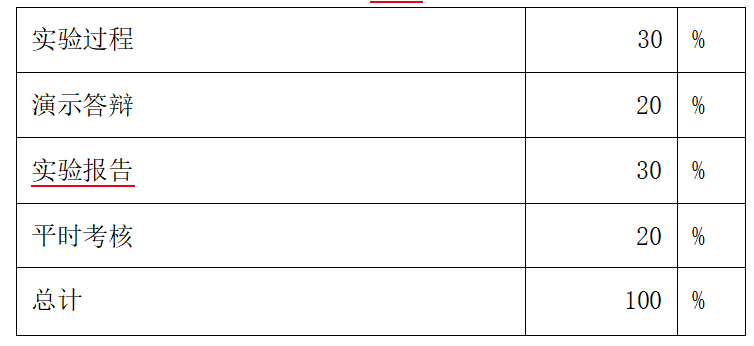 实验过程 30 %
演示答辩 20 %
实验报告 30 %
平时考核 20 %
总计 100 %